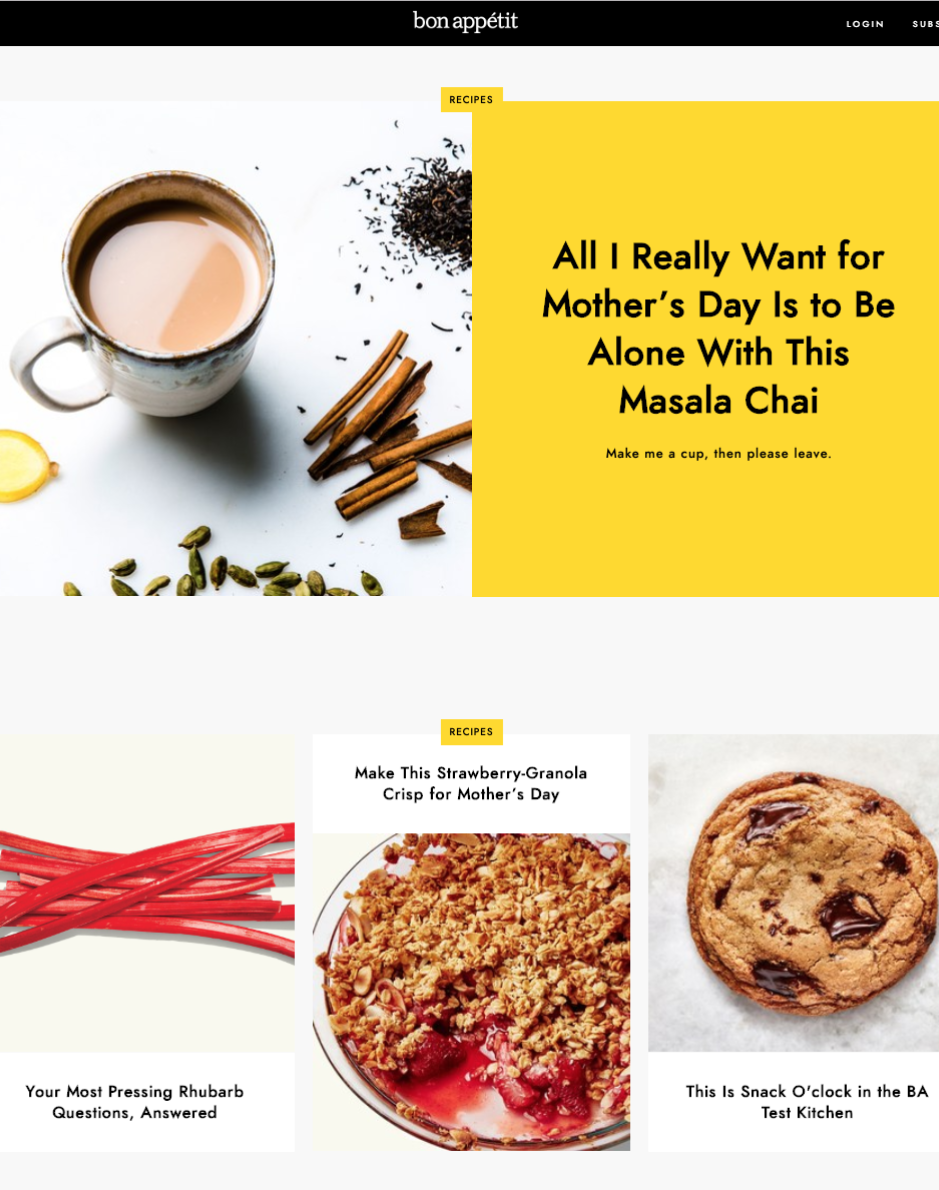 bon appétit
LOGIN
RECIPES
All I Really Want for
Mother's Day Is to Be
Alone With This
Masala Chai
Make me a cup, then please leave.
RECIPES
Make This Strawberry-Granola
Crisp for Mother's Day
Your Most Pressing Rhubarb
Questions, Answered
This Is Snack O'clock in the BA
Test Kitchen